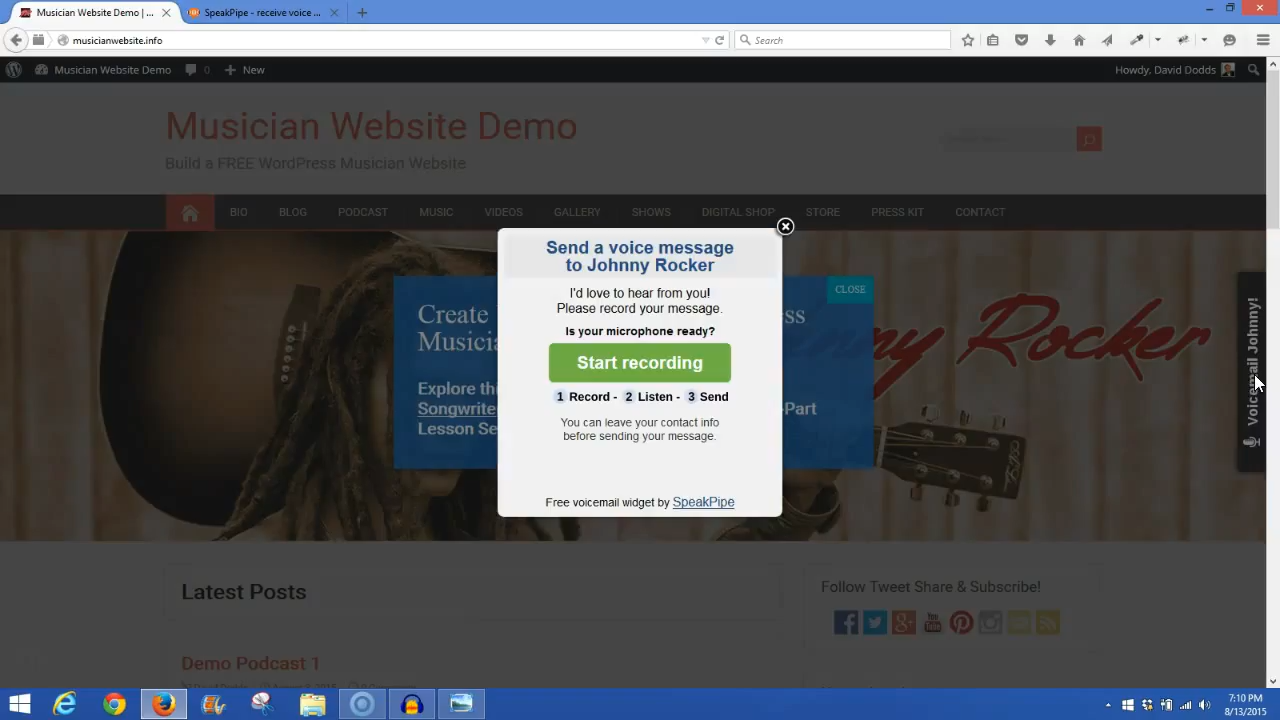 Musician Website Demo | ...
SpeakPipe - receive voice ...
musicianwebsite.info
Search
Musician Website Demo
0
New
Howdy, David Dodds
Musician Website Demo
Build a FREE WordPress Musician Website
BIO
BLOG
PODCAST
MUSIC
VIDEOS
GALLERY
SHOWS
DIGITAL SHOP
STORE
PRESS KIT
CONTACT
Send a voice message
to Johnny Rocker
I'd love to hear from you!
Please record your message.
Is your microphone ready?
Start recording
1 Record - 2 Listen - 3 Send
You can leave your contact info
before sending your message.
Free voicemail widget by SpeakPipe
CLOSE
Create
Explore
Lesson
Part
Rocker
Voicemail Johnny!
Latest Posts
Demo Podcast 1
Follow Tweet Share & Subscribe!
You
Tube
7:10 PM
8/13/2015